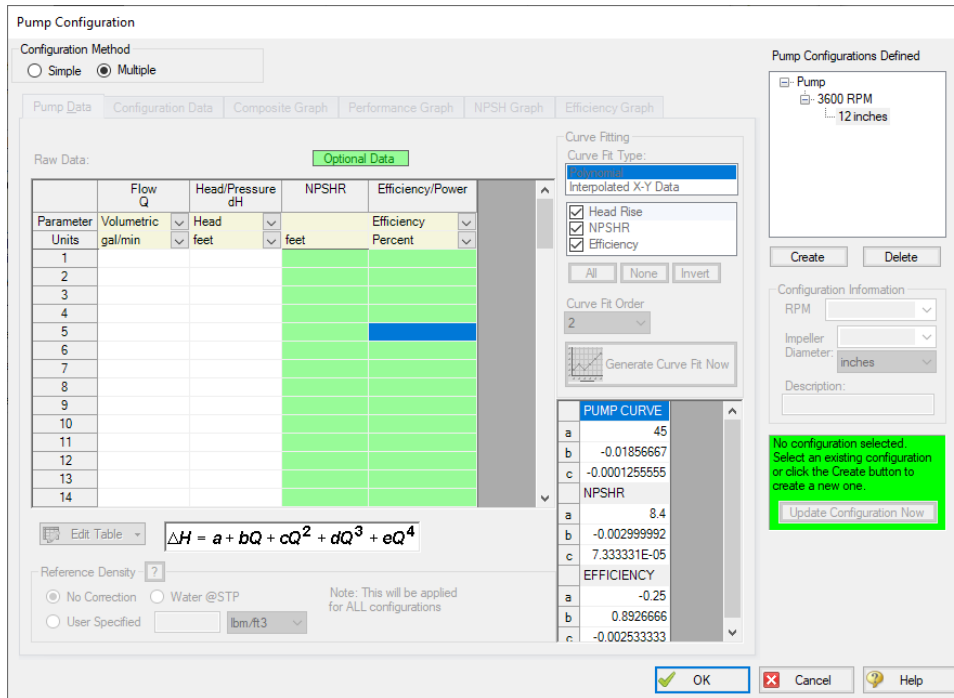 Pump Configuration
Configuration Method
Simple Multiple
Pump Data Configuration Data Composite Graph Performance Graph NPSH Graph Efficiency Graph
Raw Data:
Optional Data
Flow Q Head/Pressure dH NPSHR Efficiency/Power
Parameter Volumetric Head Efficiency
Units gal/min feet feet Percent
1
2
3
4
5
6
7
8
9
10
11
12
13
14
Edit Table
ΔH = a + bQ + cQ² + dQ³ + eQ⁴
Reference Density ?
No Correction Water @STP
User Specified lbm/ft3
Note: This will be applied
for ALL configurations
Curve Fitting
Curve Fit Type:
Polynomial
Interpolated X-Y Data
Head Rise
NPSHR
Efficiency
All None Invert
Curve Fit Order
2
Generate Curve Fit Now
PUMP CURVE
a 45
b -0.01856667
c -0.0001255555
NPSHR
a 8.4
b -0.002999992
c 7.333331E-05
EFFICIENCY
a -0.25
b 0.8926666
c -0.002533333
Pump Configurations Defined
Pump
3600 RPM
12 inches
Create Delete
Configuration Information
RPM
Impeller
Diameter: inches
Description:
No configuration selected.
Select an existing configuration
or click the Create button to
create a new one.
Update Configuration Now
OK Cancel Help